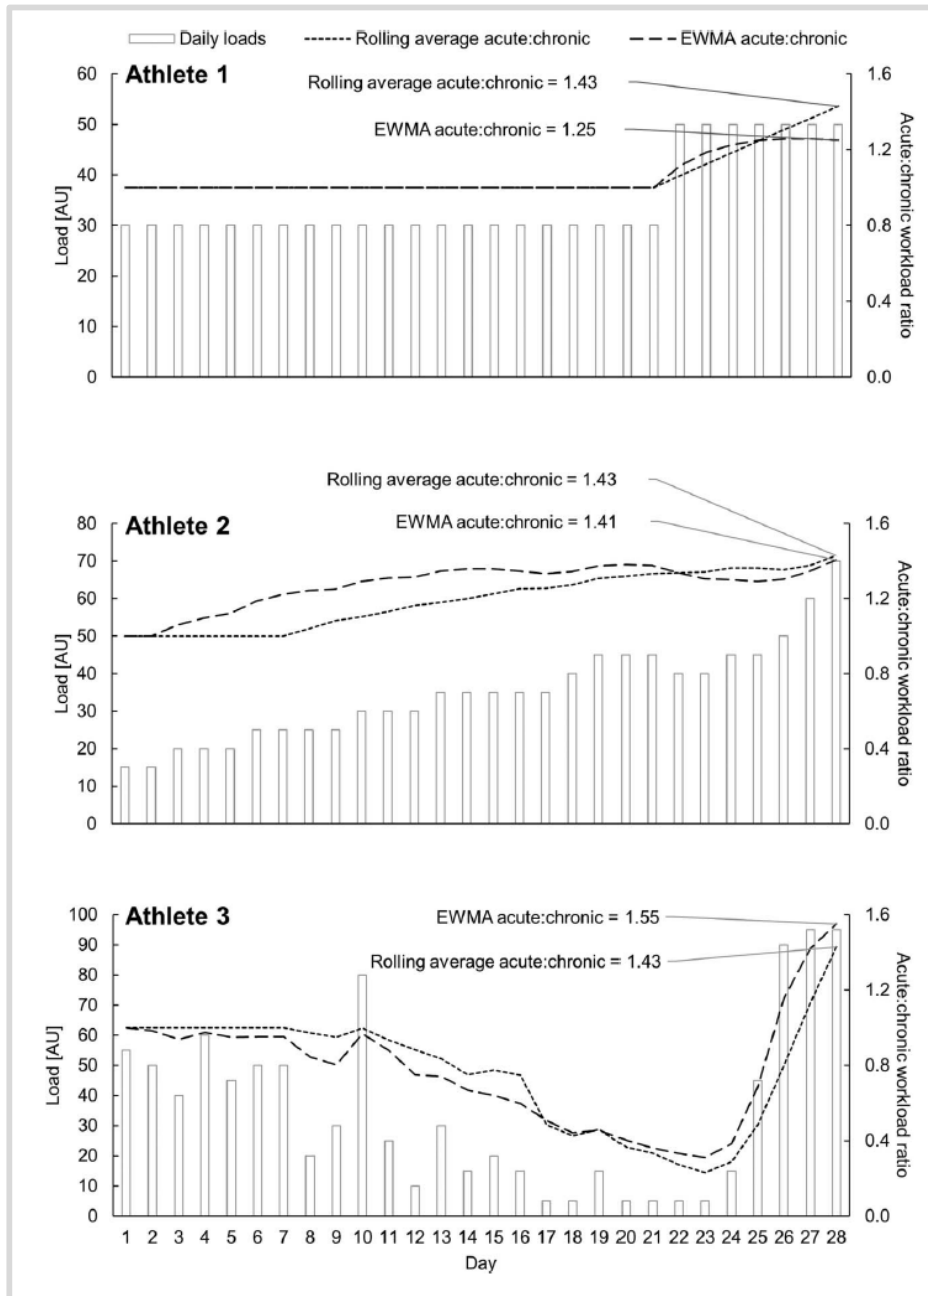 Daily loads Rolling average acute:chronic EWMA acute:chronic
Athlete 1
Rolling average acute:chronic = 1.43
EWMA acute:chronic = 1.25
60
50
40
30
20
10
0
Load [AU]
1.6
1.2
0.8
0.4
0.0
Acute:chronic workload ratio
Rolling average acute:chronic = 1.43
Athlete 2
EWMA acute:chronic = 1.41
80
70
60
50
40
30
20
10
0
Load [AU]
1.6
1.2
0.8
0.4
0.0
Acute:chronic workload ratio
Athlete 3
EWMA acute:chronic = 1.55
Rolling average acute:chronic = 1.43
100
90
80
70
60
50
40
30
20
10
0
Load [AU]
1.6
1.2
0.8
0.4
0.0
Acute:chronic workload ratio
1 2 3 4 5 6 7 8 9 10 11 12 13 14 15 16 17 18 19 20 21 22 23 24 25 26 27 28
Day